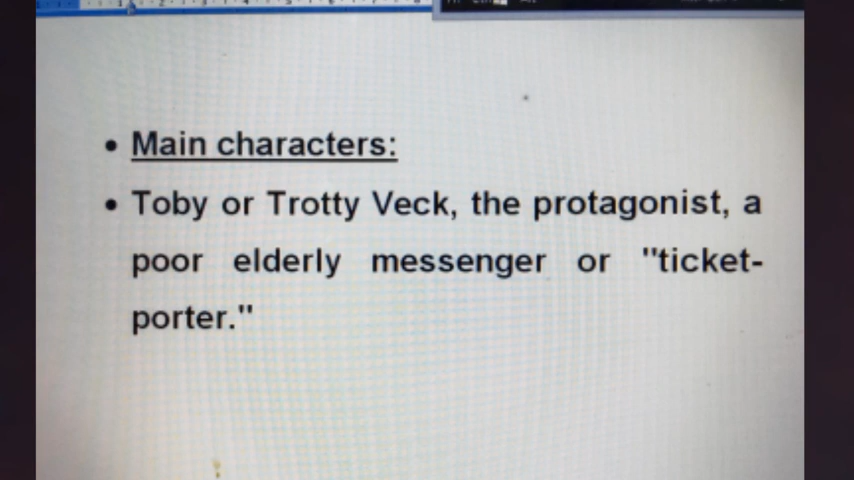 • Main characters:
• Toby or Trotty Veck, the protagonist, a
poor elderly messenger or "ticket-
porter."